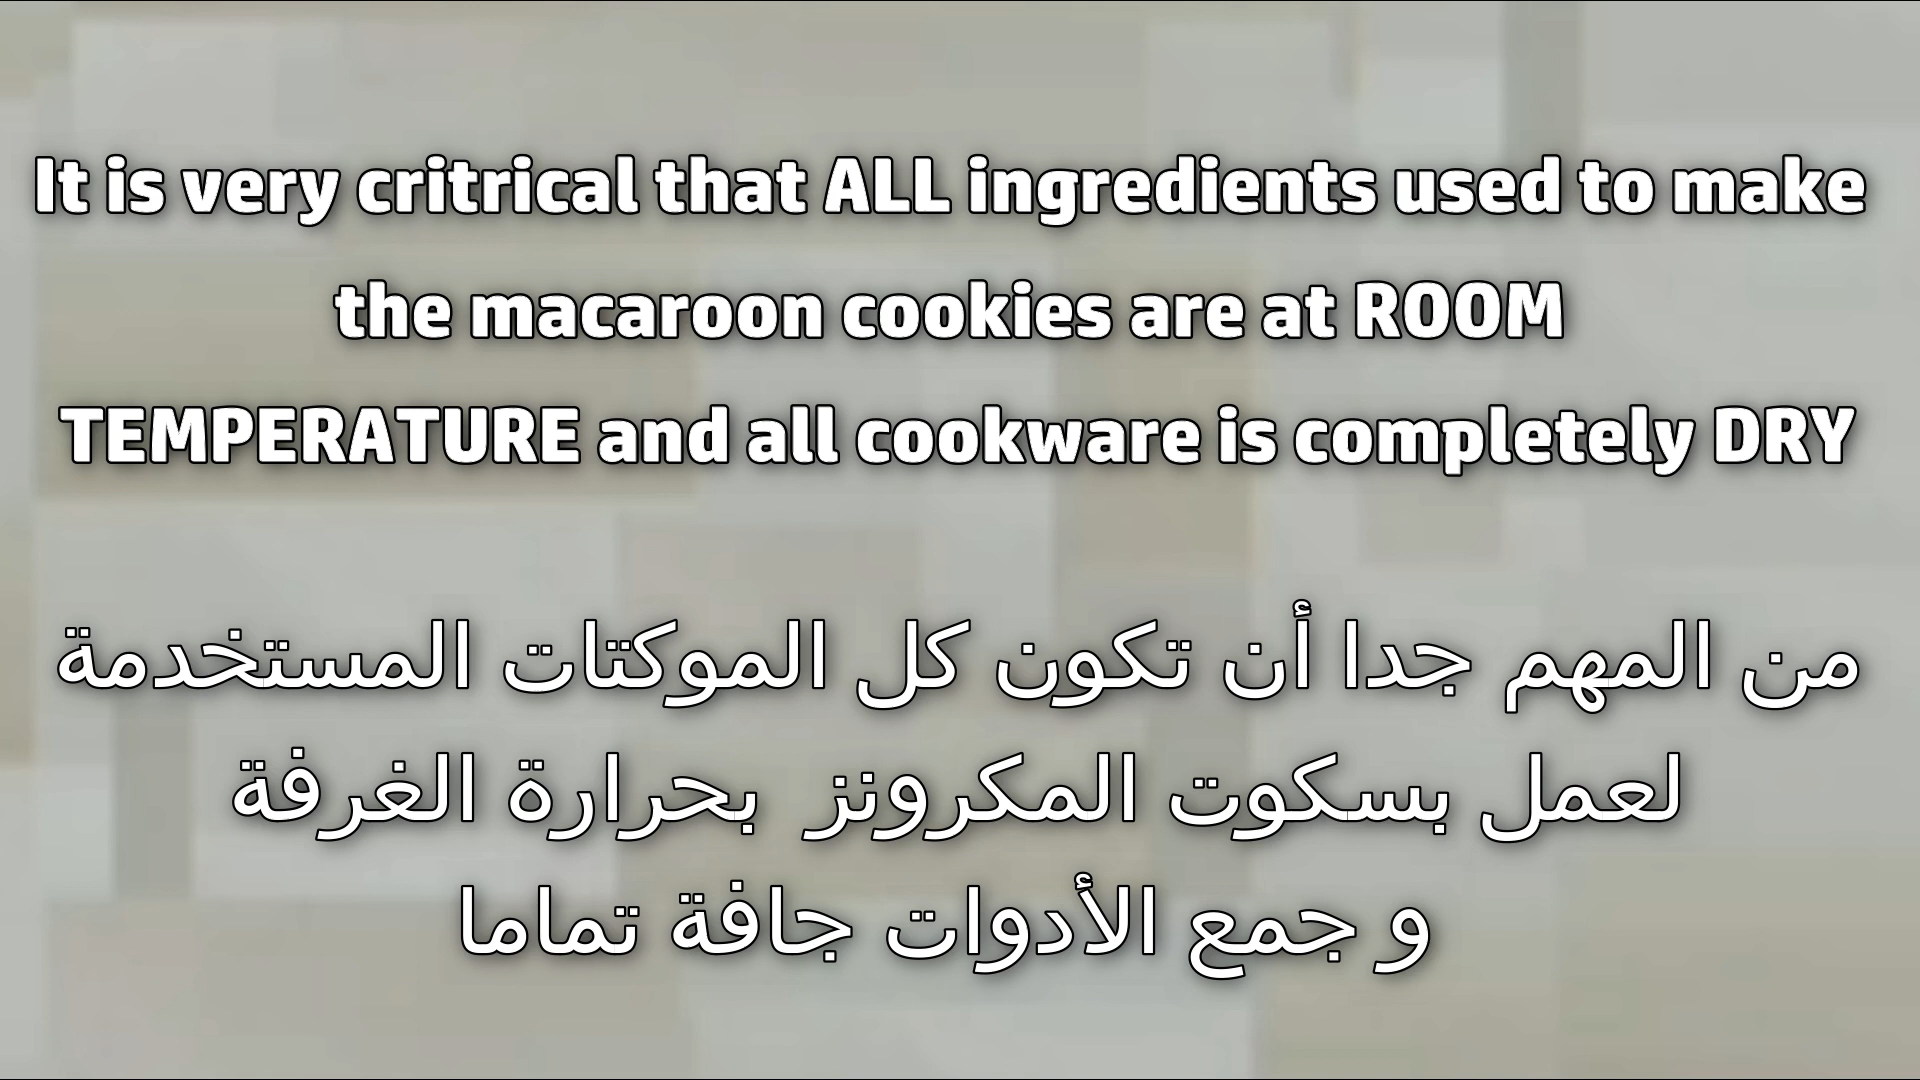 It is very critrical that ALL ingredients used to make
the macaroon cookies are at ROOM
TEMPERATURE and all cookware is completely DRY
من المهم جدا أن تكون كل الموكتات المستخدمة
لعمل بسكوت المكرونز بحرارة الغرفة
و جمع الأدوات جافة تماما